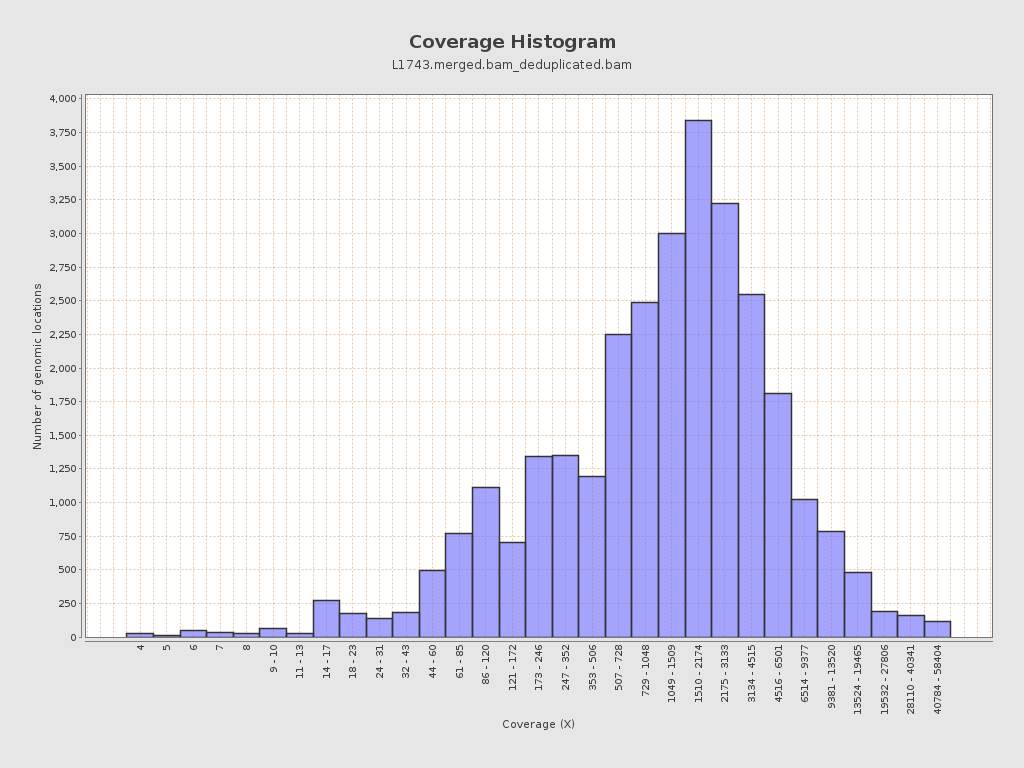 Coverage Histogram
L1743.merged.bam_deduplicated.bam
Number of genomic locations
4,000
3,750
3,500
3,250
3,000
2,750
2,500
2,250
2,000
1,750
1,500
1,250
1,000
750
500
250
0
4
5
6
7
8
9 - 10
11 - 13
14 - 17
18 - 23
24 - 31
32 - 43
44 - 60
61 - 85
86 - 120
121 - 172
173 - 246
247 - 352
353 - 506
507 - 728
729 - 1048
1049 - 1509
1510 - 2174
2175 - 3133
3134 - 4515
4516 - 6501
6514 - 9377
9381 - 13520
13524 - 19465
19532 - 27806
28110 - 40341
40784 - 58404
Coverage (X)